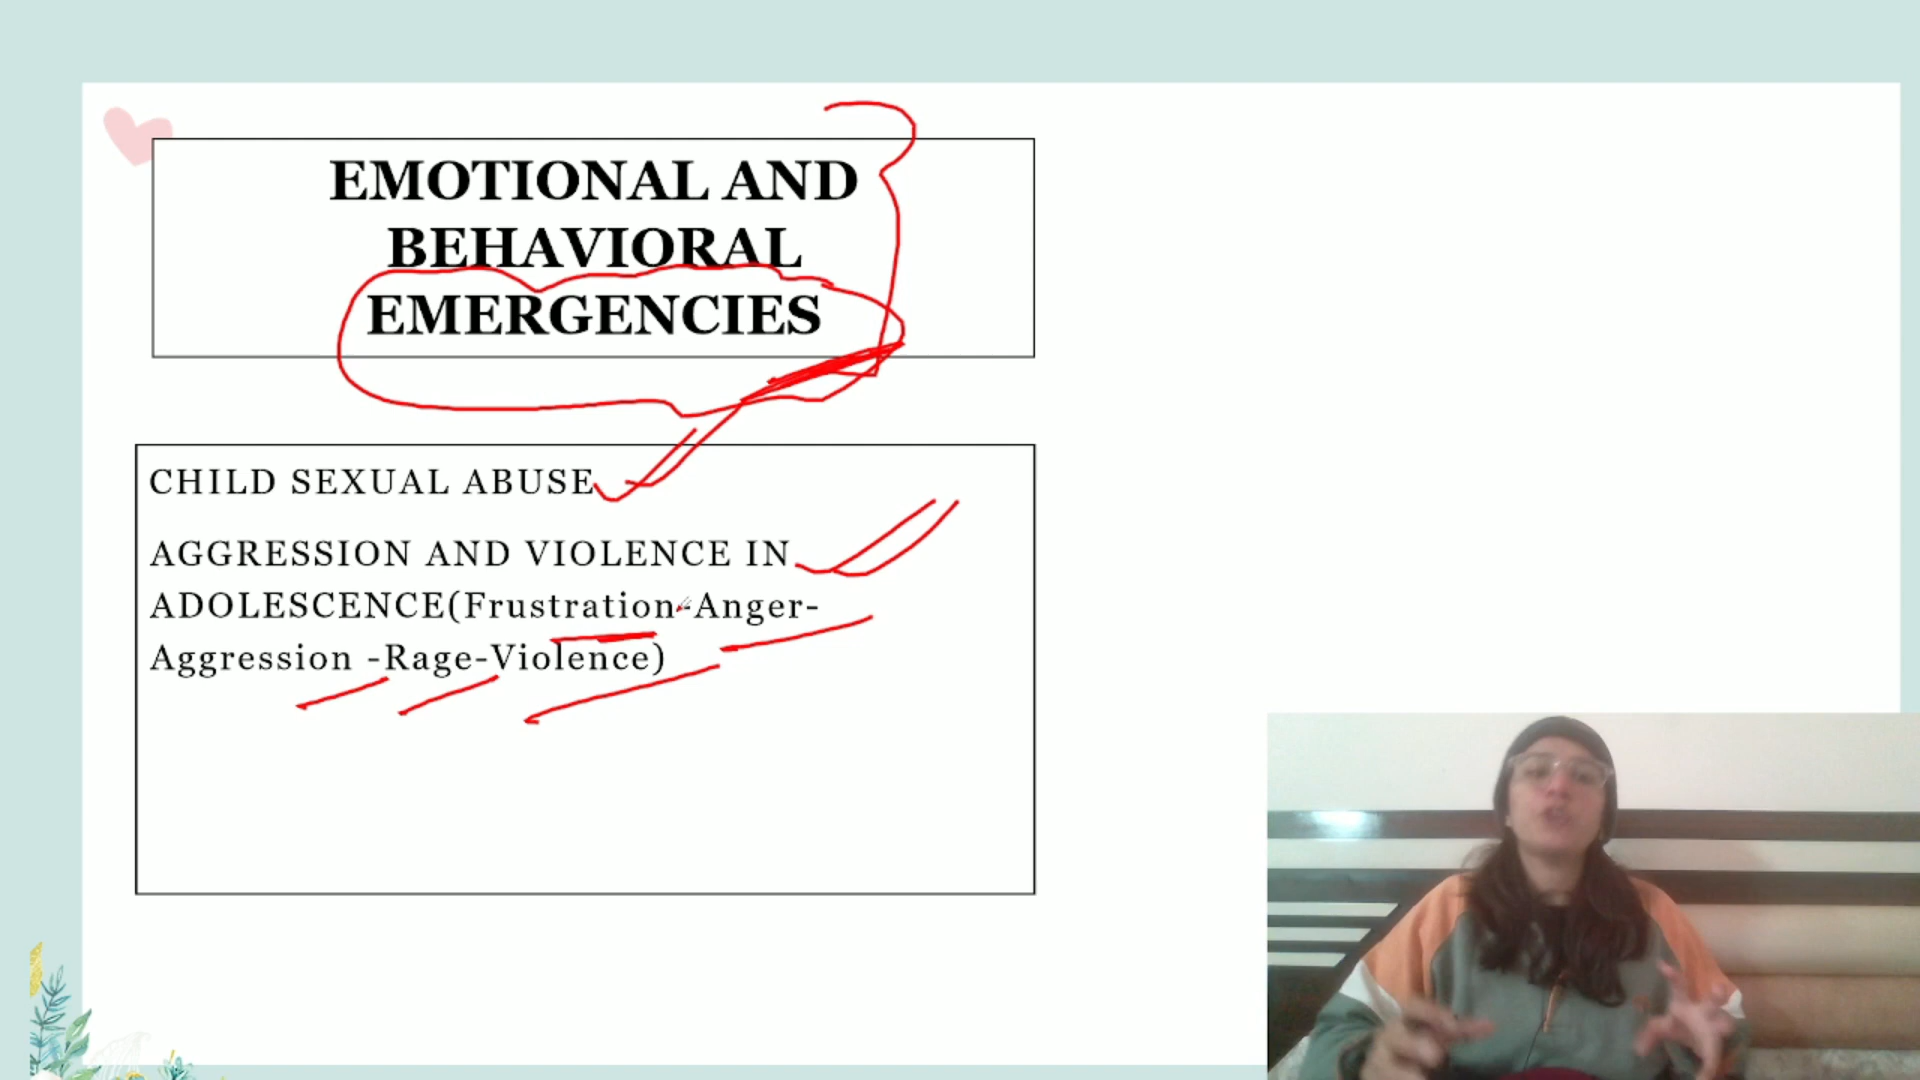 EMOTIONAL AND
BEHAVIORAL
EMERGENCIES
CHILD SEXUAL ABUSE
AGGRESSION AND VIOLENCE IN
ADOLESCENCE(Frustration-Anger-
Aggression -Rage-Violence)